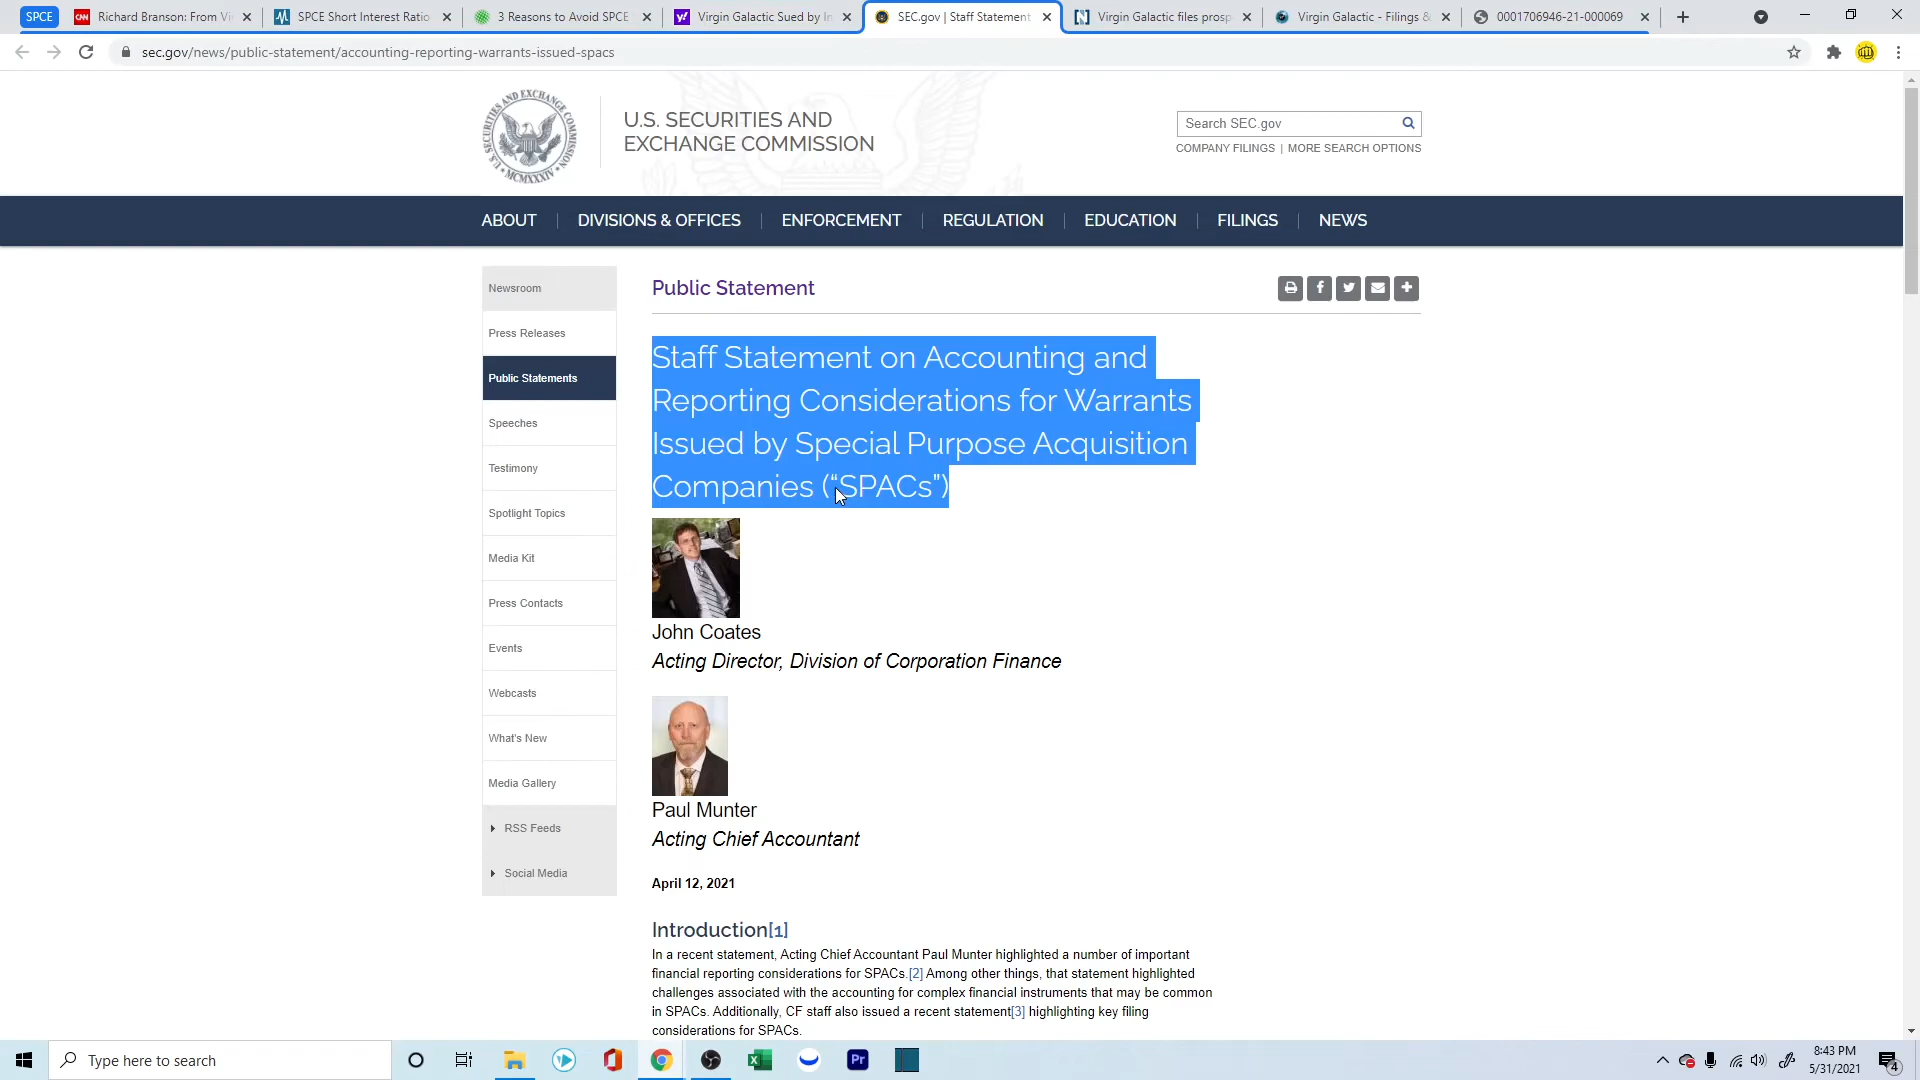 SPCE
Richard Branson: From Vi
SPCE Short Interest Ratio
3 Reasons to Avoid SPCE
Virgin Galactic Sued by In
SEC.gov | Staff Statement
Virgin Galactic files prosp
Virgin Galactic - Filings &
0001706946-21-000069
sec.gov/news/public-statement/accounting-reporting-warrants-issued-spacs
U.S. SECURITIES AND
EXCHANGE COMMISSION
Search SEC.gov
COMPANY FILINGS | MORE SEARCH OPTIONS
ABOUT
DIVISIONS & OFFICES
ENFORCEMENT
REGULATION
EDUCATION
FILINGS
NEWS
Newsroom
Press Releases
Public Statements
Speeches
Testimony
Spotlight Topics
Media Kit
Press Contacts
Events
Webcasts
What's New
Media Gallery
RSS Feeds
Social Media
Public Statement
Staff Statement on Accounting and
Reporting Considerations for Warrants
Issued by Special Purpose Acquisition
Companies (“SPACs”)
John Coates
Acting Director, Division of Corporation Finance
Paul Munter
Acting Chief Accountant
April 12, 2021
Introduction[1]
In a recent statement, Acting Chief Accountant Paul Munter highlighted a number of important
financial reporting considerations for SPACs.[2] Among other things, that statement highlighted
challenges associated with the accounting for complex financial instruments that may be common
in SPACs. Additionally, CF staff also issued a recent statement[3] highlighting key filing
considerations for SPACs.
Type here to search
Pr
8:43 PM
5/31/2021
4